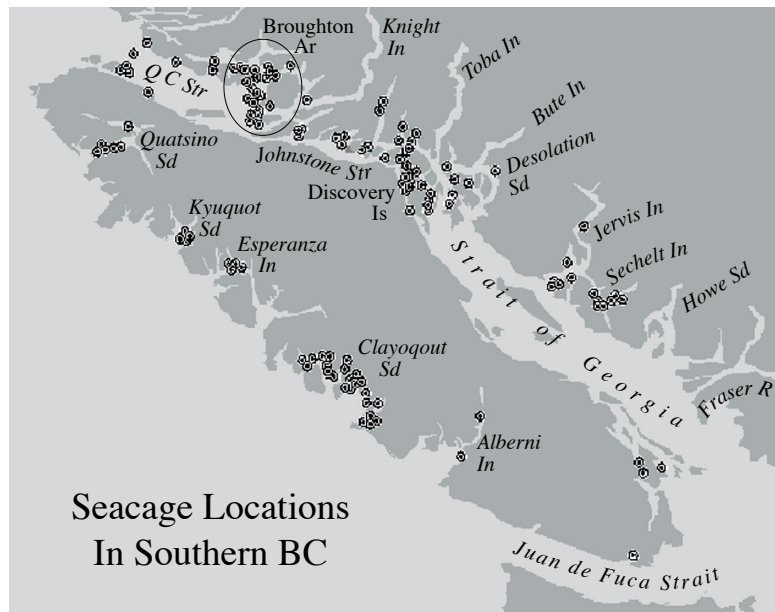 Broughton
Ar
Knight
In
Toba In
Bute In
Q C Str
Quatsino
Sd
Johnstone Str
Discovery
Is
Desolation
Sd
Kyuquot
Sd
Esperanza
In
Jervis In
Sechelt In
Howe Sd
Strait of Georgia
Clayoqout
Sd
Fraser R
Alberni
In
Seacage Locations
In Southern BC
Juan de Fuca Strait